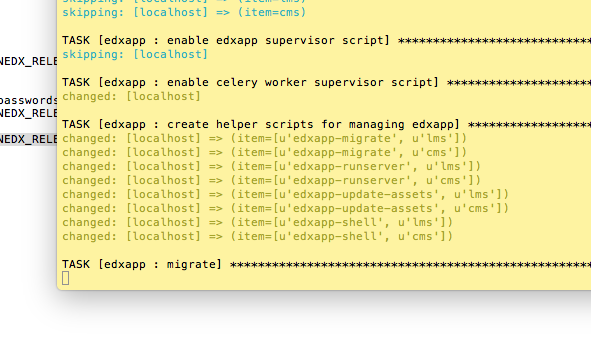 skipping: [localhost] => (item=cms)
skipping: [localhost] => (item=cms)
TASK [edxapp : enable edxapp supervisor script] ****************************
skipping: [localhost]
TASK [edxapp : enable celery worker supervisor script] *********************
changed: [localhost]
TASK [edxapp : create helper scripts for managing edxapp] ******************
changed: [localhost] => (item=[u'edxapp-migrate', u'lms'])
changed: [localhost] => (item=[u'edxapp-migrate', u'cms'])
changed: [localhost] => (item=[u'edxapp-runserver', u'lms'])
changed: [localhost] => (item=[u'edxapp-runserver', u'cms'])
changed: [localhost] => (item=[u'edxapp-update-assets', u'lms'])
changed: [localhost] => (item=[u'edxapp-update-assets', u'cms'])
changed: [localhost] => (item=[u'edxapp-shell', u'lms'])
changed: [localhost] => (item=[u'edxapp-shell', u'cms'])
TASK [edxapp : migrate] ****************************************************
NEDX_RELE
passwords
NEDX_RELE
NEDX_RELE